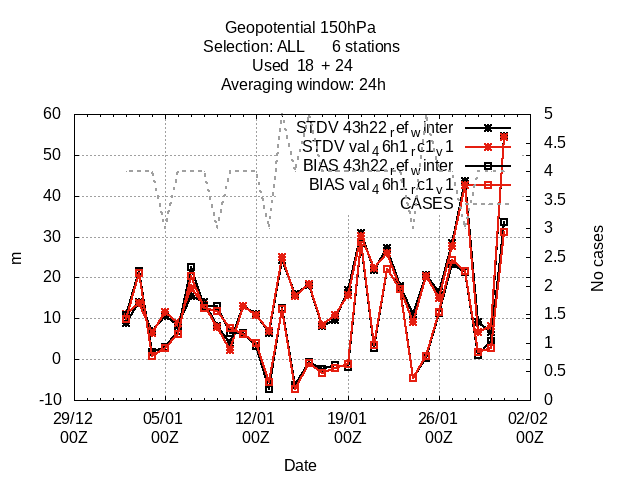 Geopotential 150hPa
Selection: ALL 6 stations
Used 18 + 24
Averaging window: 24h
STDV 43h22_ref_winter
STDV val_46h1_rc1_v1
BIAS 43h22_ref_winter
BIAS val_46h1_rc1_v1
CASES
60
50
40
30
20
10
0
-10
m
5
4.5
4
3.5
3
2.5
2
1.5
1
0.5
0
No cases
29/12 05/01 12/01 19/01 26/01 02/02
00Z 00Z 00Z 00Z 00Z 00Z
Date